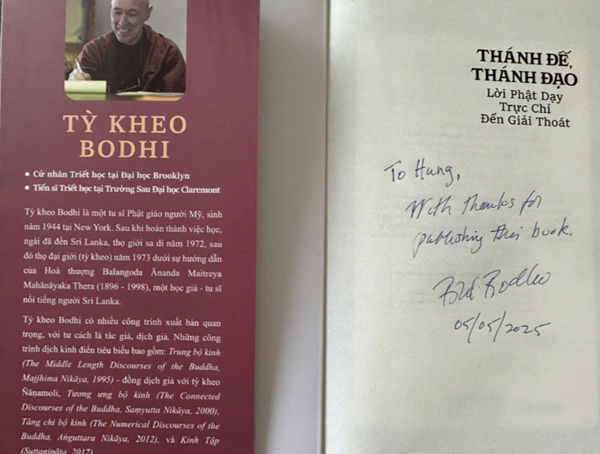 TỲ KHEO
BODHI
● Cử nhân Triết học tại Đại học Brooklyn
● Tiến sĩ Triết học tại Trường Sau Đại học Claremont
Tỳ kheo Bodhi là một tu sĩ Phật giáo người Mỹ, sinh
năm 1944 tại New York. Sau khi hoàn thành việc học,
ngài đã đến Sri Lanka, thọ giới sa di năm 1972, sau
đó thọ đại giới (tỳ kheo) năm 1973 dưới sự hướng dẫn
của Hoà thượng Balangoda Ānanda Maitreya
Mahānāyaka Thera (1896 - 1998), một học giả - tu sĩ
nổi tiếng người Sri Lanka.
Tỳ kheo Bodhi có nhiều công trình xuất bản quan
trọng, với tư cách là tác giả, dịch giả. Những công
trình dịch kinh điển tiêu biểu bao gồm: Trung bộ kinh
(The Middle Length Discourses of the Buddha,
Majjhima Nikāya, 1995) - đồng dịch giả với tỳ kheo
Ñāṇamoli, Tương ưng bộ kinh (The Connected
Discourses of the Buddha, Saṃyutta Nikāya, 2000),
Tăng chi bộ kinh (The Numerical Discourses of the
Buddha, Aṅguttara Nikāya, 2012), và Kinh Tập
(Suttanipāta, 2017)
THÁNH ĐẾ,
THÁNH ĐẠO
Lời Phật Dạy
Trực Chỉ
Đến Giải Thoát
To Hung,
With thanks for
publishing this book.
Bodhi
05/05/2025